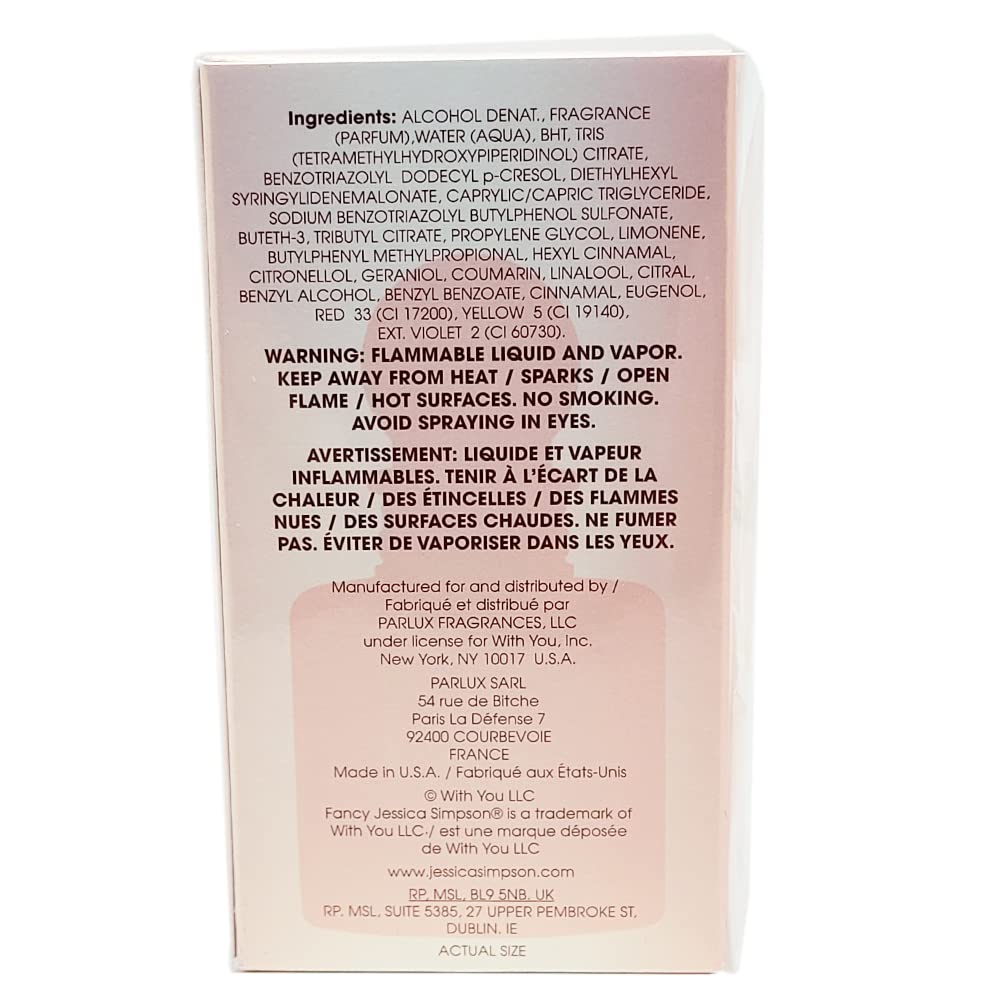 Ingredients: ALCOHOL DENAT., FRAGRANCE
(PARFUM),WATER (AQUA), BHT, TRIS
(TETRAMETHYLHYDROXYPIPERIDINOL) CITRATE,
BENZOTRIAZOLYL DODECYL p-CRESOL, DIETHYLHEXYL
SYRINGYLIDENEMALONATE, CAPRYLIC/CAPRIC TRIGLYCERIDE,
SODIUM BENZOTRIAZOLYL BUTYLPHENOL SULFONATE,
BUTETH-3, TRIBUTYL CITRATE, PROPYLENE GLYCOL, LIMONENE,
BUTYLPHENYL METHYLPROPIONAL, HEXYL CINNAMAL,
CITRONELLOL, GERANIOL, COUMARIN, LINALOOL, CITRAL,
BENZYL ALCOHOL, BENZYL BENZOATE, CINNAMAL, EUGENOL,
RED 33 (CI 17200), YELLOW 5 (CI 19140),
EXT. VIOLET 2 (CI 60730).
WARNING: FLAMMABLE LIQUID AND VAPOR.
KEEP AWAY FROM HEAT / SPARKS / OPEN
FLAME / HOT SURFACES. NO SMOKING.
AVOID SPRAYING IN EYES.
AVERTISSEMENT: LIQUIDE ET VAPEUR
INFLAMMABLES. TENIR À L'ÉCART DE LA
CHALEUR / DES ÉTINCELLES / DES FLAMMES
NUES / DES SURFACES CHAUDES. NE FUMER
PAS. ÉVITER DE VAPORISER DANS LES YEUX.
Manufactured for and distributed by /
Fabriqué et distribué par
PARLUX FRAGRANCES, LLC
under license for With You, Inc.
New York, NY 10017 U.S.A.
PARLUX SARL
54 rue de Bitche
Paris La Défense 7
92400 COURBEVOIE
FRANCE
Made in U.S.A. / Fabriqué aux États-Unis
© With You LLC
Fancy Jessica Simpson® is a trademark of
With You LLC./ est une marque déposée
de With You LLC
www.jessicasimpson.com
RP, MSL, BL9 5NB, UK
RP. MSL, SUITE 5385, 27 UPPER PEMBROKE ST,
DUBLIN. IE
ACTUAL SIZE